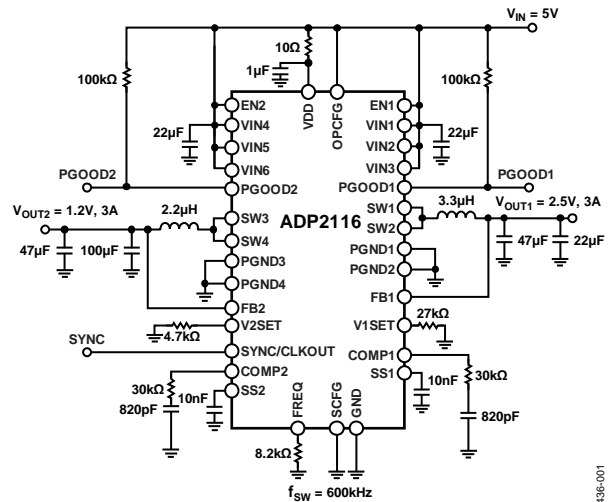 VIN = 5V
10Ω
1µF
100kΩ
100kΩ
VDD
OPCFG
EN2
EN1
VIN4
VIN1
22µF
22µF
VIN5
VIN2
VIN6
VIN3
PGOOD2
PGOOD2
PGOOD1
PGOOD1
VOUT2 = 1.2V, 3A
2.2µH
SW3
ADP2116
SW1
3.3µH
VOUT1 = 2.5V, 3A
SW4
SW2
47µF
100µF
47µF
22µF
PGND3
PGND1
PGND4
PGND2
FB2
FB1
V2SET
V1SET
27kΩ
4.7kΩ
SYNC
SYNC/CLKOUT
COMP1
COMP2
SS1
30kΩ
10nF
SS2
10nF
30kΩ
820pF
820pF
FREQ
SCFG
GND
8.2kΩ
fSW = 600kHz
436-001